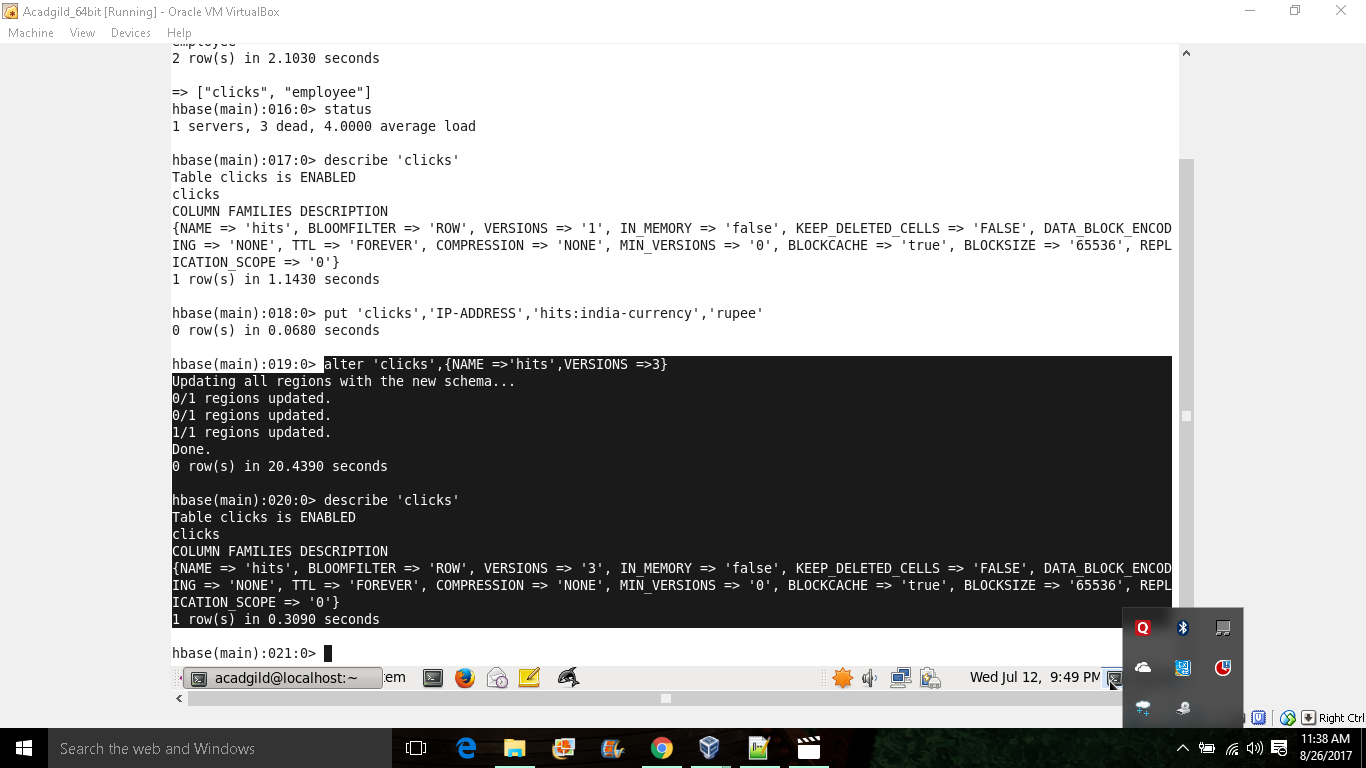 Acadgild_64bit [Running] - Oracle VM VirtualBox
Machine View Devices Help
employee
2 row(s) in 2.1030 seconds
=> ["clicks", "employee"]
hbase(main):016:0> status
1 servers, 3 dead, 4.0000 average load
hbase(main):017:0> describe 'clicks'
Table clicks is ENABLED
clicks
COLUMN FAMILIES DESCRIPTION
{NAME => 'hits', BLOOMFILTER => 'ROW', VERSIONS => '1', IN_MEMORY => 'false', KEEP_DELETED_CELLS => 'FALSE', DATA_BLOCK_ENCOD
ING => 'NONE', TTL => 'FOREVER', COMPRESSION => 'NONE', MIN_VERSIONS => '0', BLOCKCACHE => 'true', BLOCKSIZE => '65536', REPL
ICATION_SCOPE => '0'}
1 row(s) in 1.1430 seconds
hbase(main):018:0> put 'clicks','IP-ADDRESS','hits:india-currency','rupee'
0 row(s) in 0.0680 seconds
hbase(main):019:0> alter 'clicks',{NAME =>'hits',VERSIONS =>3}
Updating all regions with the new schema...
0/1 regions updated.
0/1 regions updated.
1/1 regions updated.
Done.
0 row(s) in 20.4390 seconds
hbase(main):020:0> describe 'clicks'
Table clicks is ENABLED
clicks
COLUMN FAMILIES DESCRIPTION
{NAME => 'hits', BLOOMFILTER => 'ROW', VERSIONS => '3', IN_MEMORY => 'false', KEEP_DELETED_CELLS => 'FALSE', DATA_BLOCK_ENCOD
ING => 'NONE', TTL => 'FOREVER', COMPRESSION => 'NONE', MIN_VERSIONS => '0', BLOCKCACHE => 'true', BLOCKSIZE => '65536', REPL
ICATION_SCOPE => '0'}
1 row(s) in 0.3090 seconds
hbase(main):021:0>
acadgild@localhost:~ :em Wed Jul 12, 9:49 PM
Right Ctrl
Search the web and Windows
11:38 AM
8/26/2017